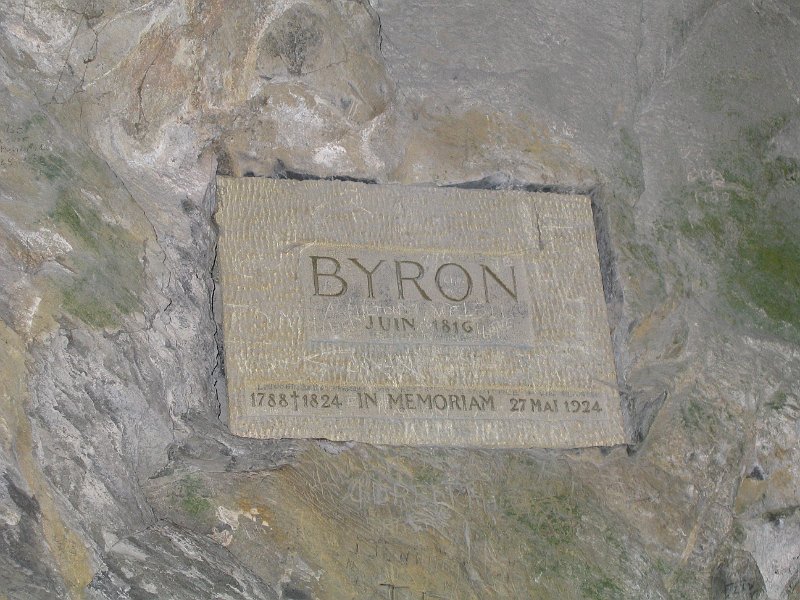 BYRON
JUIN 1816
1788†1824 IN MEMORIAM 27 MAI 1924